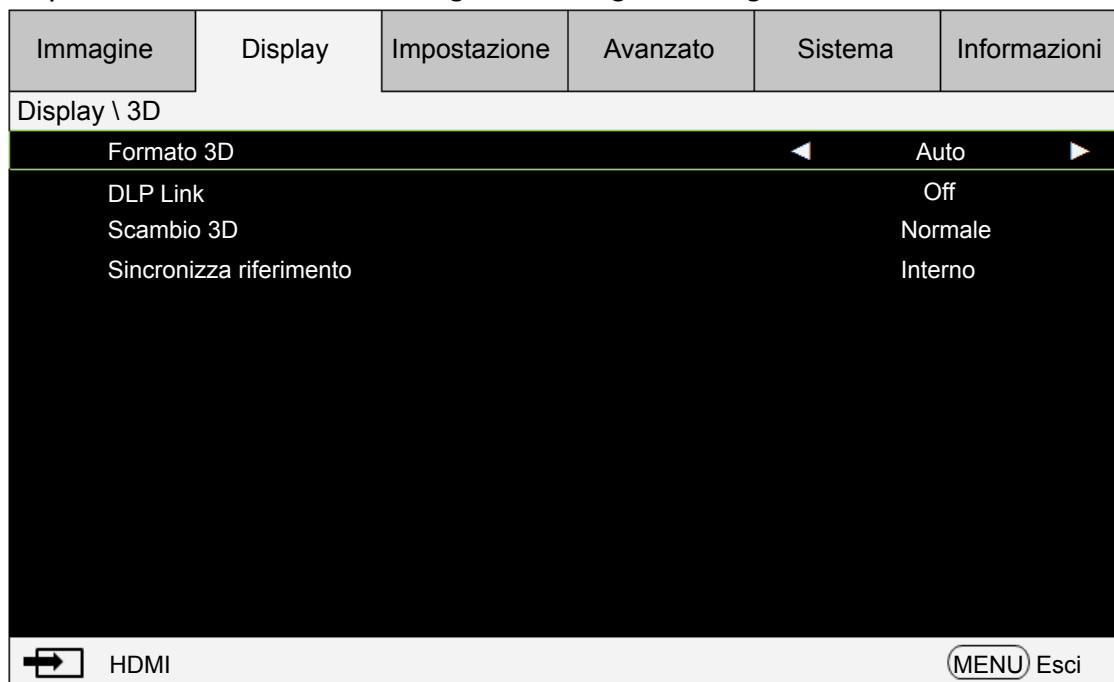 Immagine Display Impostazione Avanzato Sistema Informazioni
Display \ 3D
Formato 3D Auto
DLP Link Off
Scambio 3D Normale
Sincronizza riferimento Interno
HDMI MENU Esci